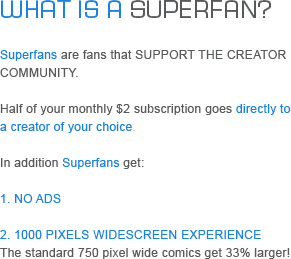 WHAT IS A SUPERFAN?
Superfans are fans that SUPPORT THE CREATOR
COMMUNITY.
Half of your monthly $2 subscription goes directly to
a creator of your choice.
In addition Superfans get:
1. NO ADS
2. 1000 PIXELS WIDESCREEN EXPERIENCE
The standard 750 pixel wide comics get 33% larger!